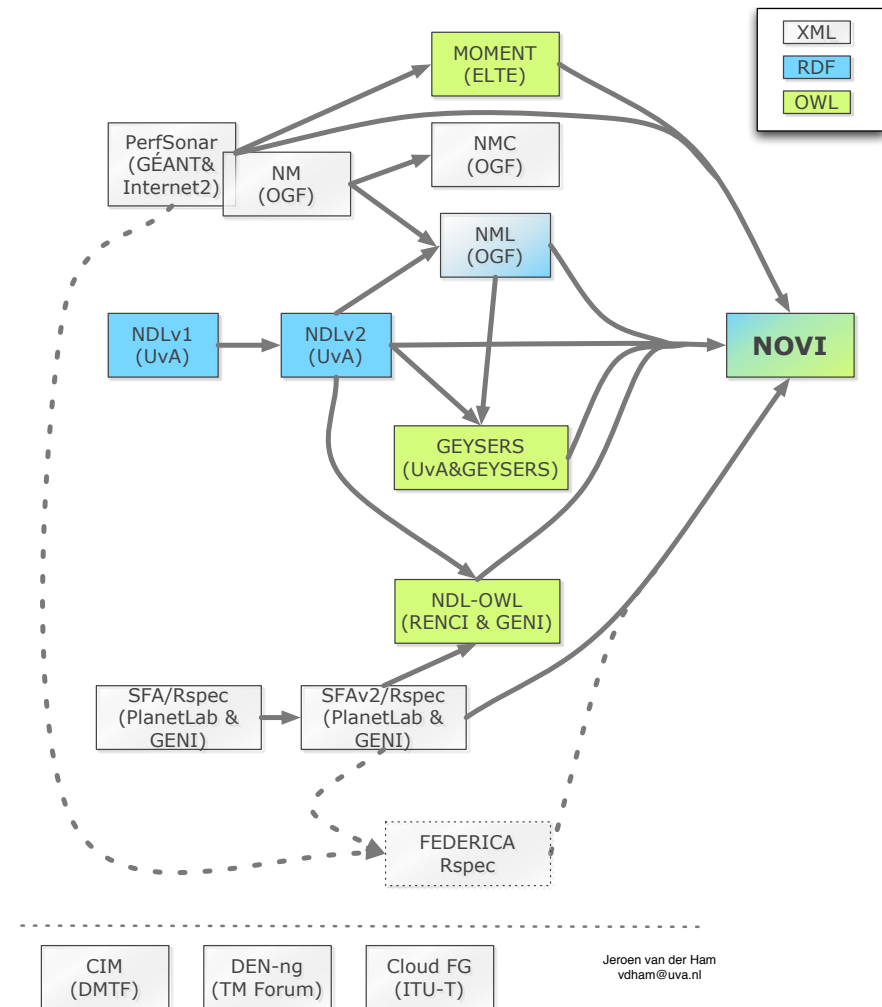 XML
RDF
OWL
MOMENT
(ELTE)
PerfSonar
(GÉANT&
Internet2)
NM
(OGF)
NMC
(OGF)
NML
(OGF)
NDLv1
(UvA)
NDLv2
(UvA)
NOVI
GEYSERS
(UvA&GEYSERS)
NDL-OWL
(RENCI & GENI)
SFA/Rspec
(PlanetLab &
GENI)
SFAv2/Rspec
(PlanetLab &
GENI)
FEDERICA
Rspec
CIM
(DMTF)
DEN-ng
(TM Forum)
Cloud FG
(ITU-T)
Jeroen van der Ham
vdham@uva.nl